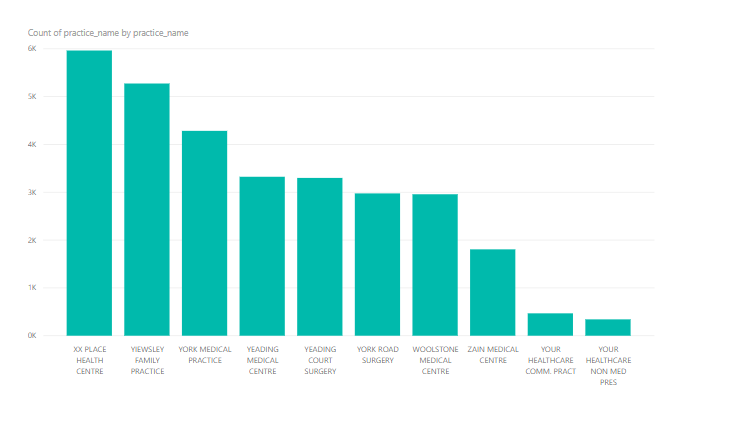 Count of practice_name by practice_name
6K
5K
4K
3K
2K
1K
0K
XX PLACE
HEALTH
CENTRE
YIEWSLEY
FAMILY
PRACTICE
YORK MEDICAL
PRACTICE
YEADING
MEDICAL
CENTRE
YEADING
COURT
SURGERY
YORK ROAD
SURGERY
WOOLSTONE
MEDICAL
CENTRE
ZAIN MEDICAL
CENTRE
YOUR
HEALTHCARE
COMM. PRACT
YOUR
HEALTHCARE
NON MED
PRES